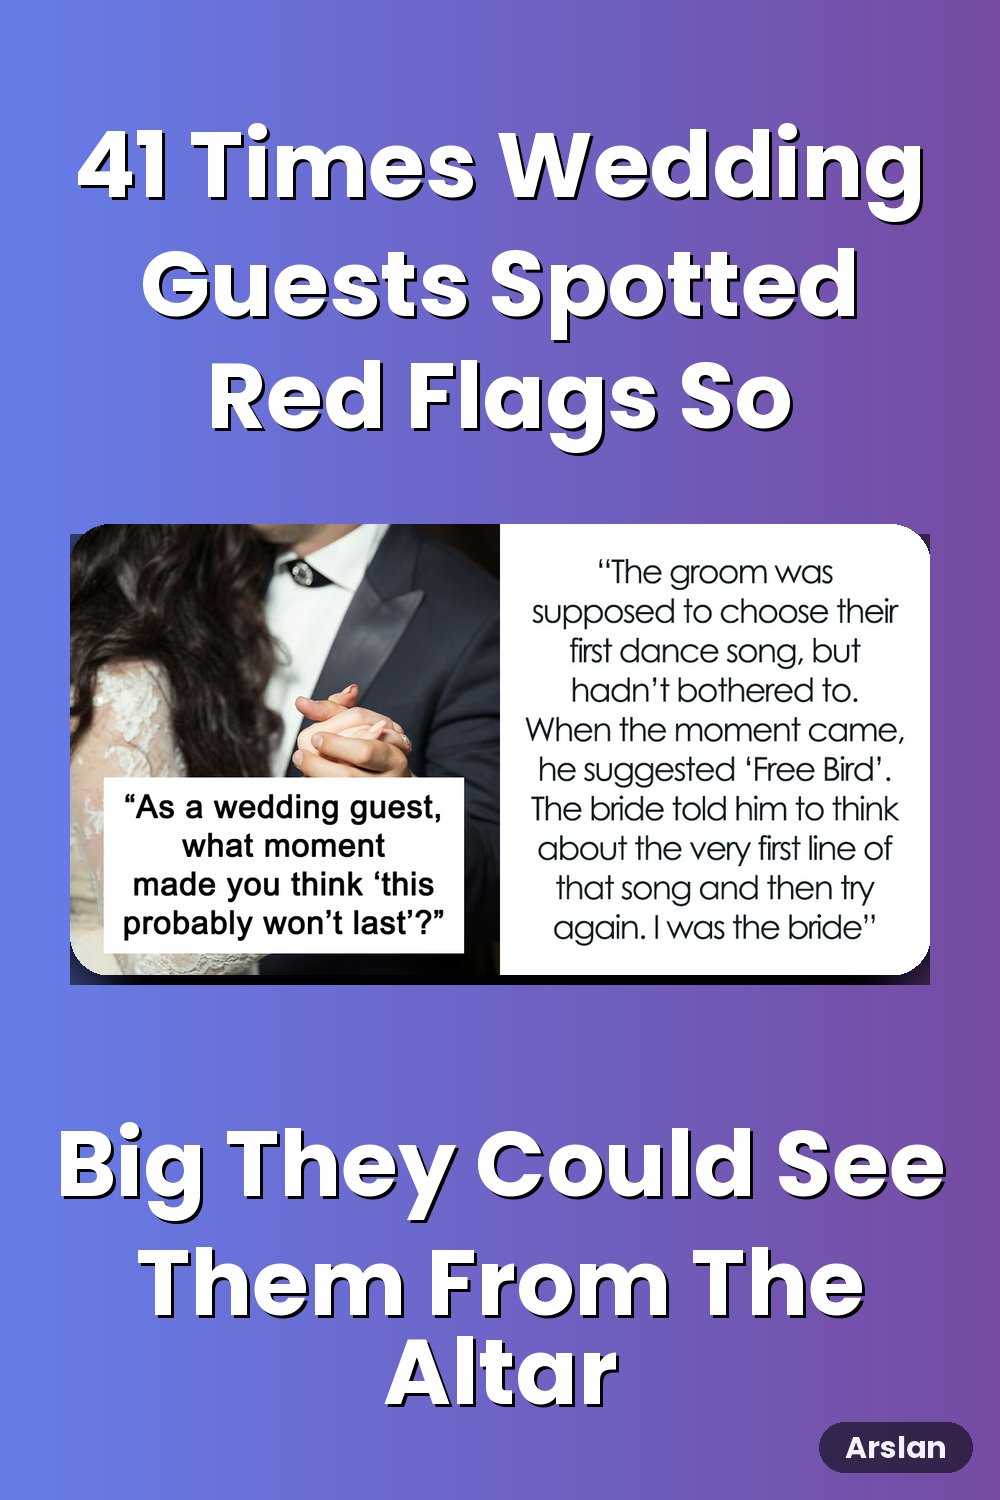 41 Times Wedding
Guests Spotted
Red Flags So
“As a wedding guest,
what moment
made you think ‘this
probably won’t last’?”
“The groom was
supposed to choose their
first dance song, but
hadn’t bothered to.
When the moment came,
he suggested ‘Free Bird’.
The bride told him to think
about the very first line of
that song and then try
again. I was the bride”
Big They Could See
Them From The
Altar
Arslan